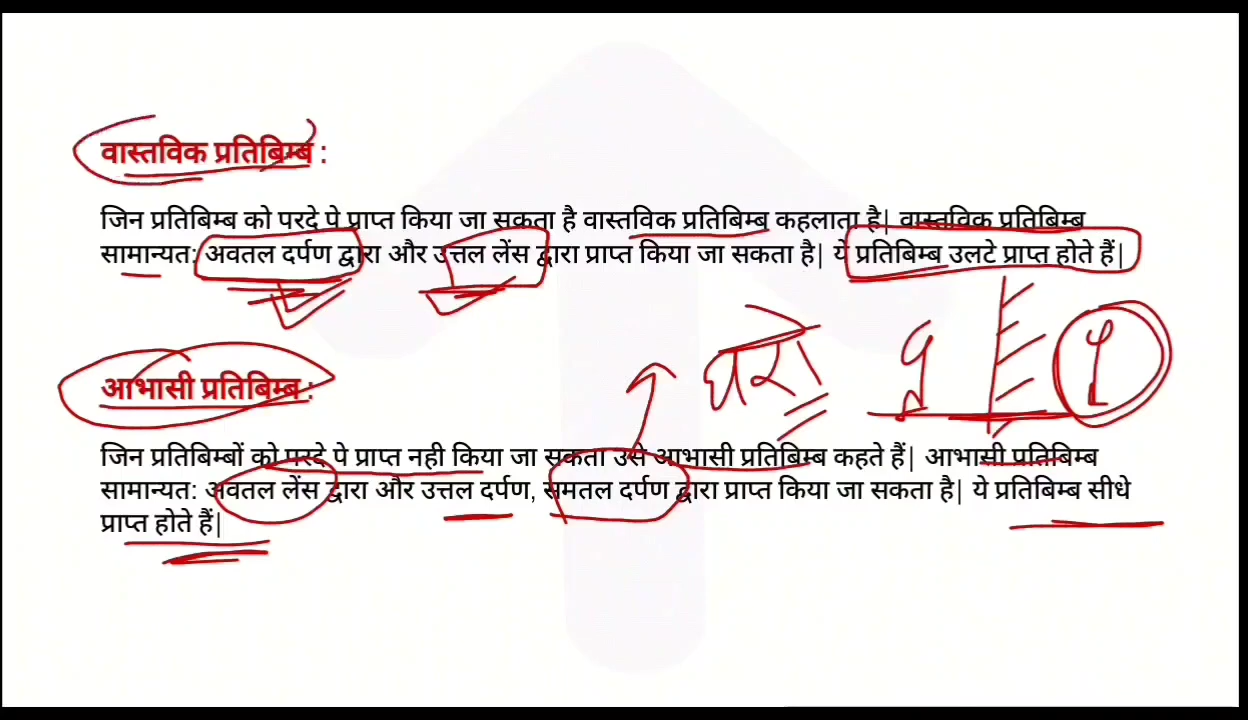 वास्तविक प्रतिबिम्ब :
जिन प्रतिबिम्ब को परदे पे प्राप्त किया जा सकता है वास्तविक प्रतिबिम्ब कहलाता है| वास्तविक प्रतिबिम्ब
सामान्यत: अवतल दर्पण द्वारा और उत्तल लेंस द्वारा प्राप्त किया जा सकता है| ये प्रतिबिम्ब उलटे प्राप्त होते हैं|
आभासी प्रतिबिम्ब :
जिन प्रतिबिम्बों को परदे पे प्राप्त नही किया जा सकता उसे आभासी प्रतिबिम्ब कहते हैं| आभासी प्रतिबिम्ब
सामान्यत: अवतल लेंस द्वारा और उत्तल दर्पण, समतल दर्पण द्वारा प्राप्त किया जा सकता है| ये प्रतिबिम्ब सीधे
प्राप्त होते हैं|